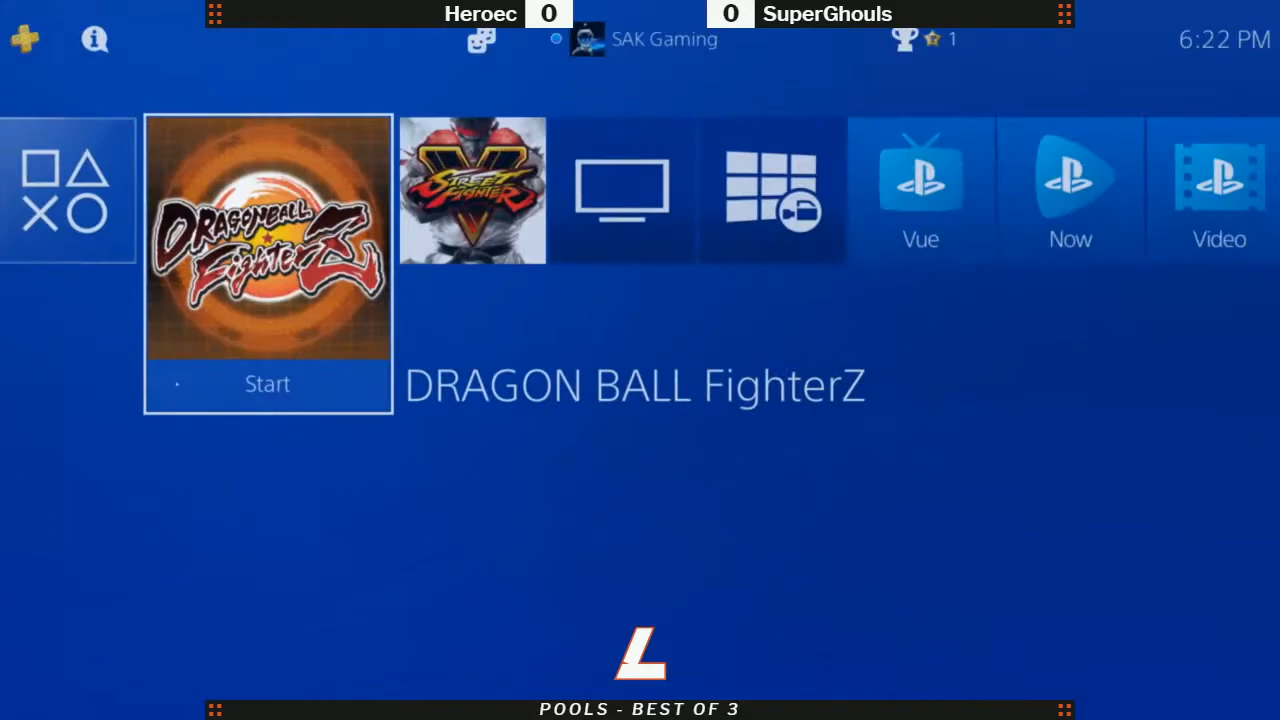 Heroec 0 0 SuperGhouls
SAK Gaming 1 6:22 PM
DRAGONBALL FighterZ
STREET FIGHTER V
Vue Now Video
Start
DRAGON BALL FighterZ
L
POOLS - BEST OF 3